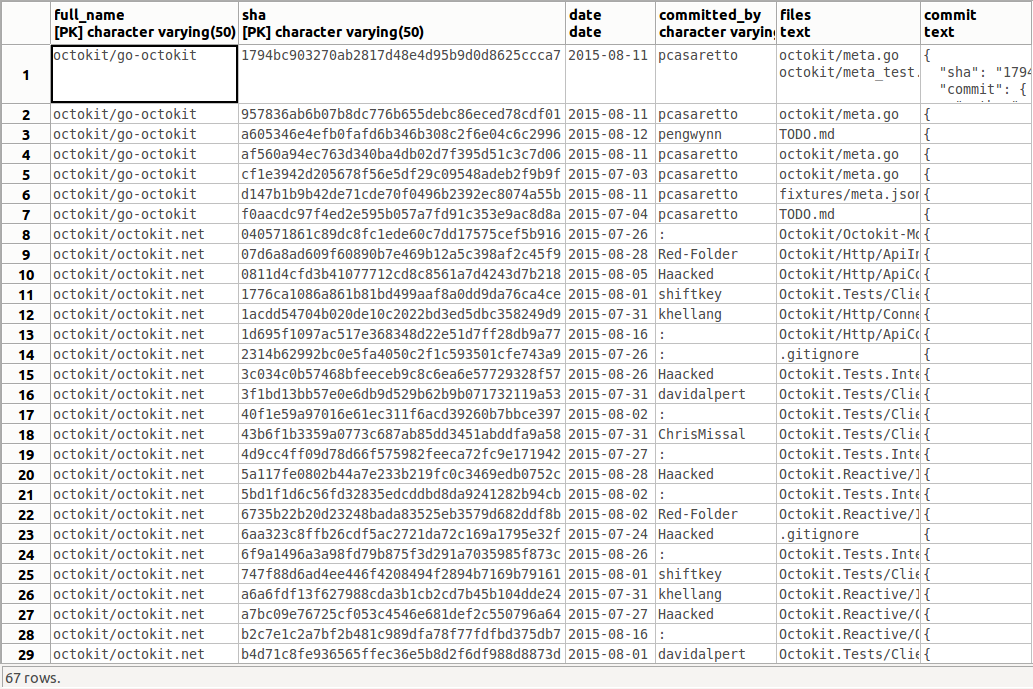 full_name sha date committed_by files commit
[PK] character varying(50) [PK] character varying(50) date character varyin text text
1 octokit/go-octokit 1794bc903270ab2817d48e4d95b9d0d8625ccca7 2015-08-11 pcasaretto octokit/meta.go {
octokit/meta_test. "sha": "1794
"commit": {
2 octokit/go-octokit 957836ab6b07b8dc776b655debc86eced78cdf01 2015-08-11 pcasaretto octokit/meta.go {
3 octokit/go-octokit a605346e4efb0fafd6b346b308c2f6e04c6c2996 2015-08-12 pengwynn TODO.md {
4 octokit/go-octokit af560a94ec763d340ba4db02d7f395d51c3c7d06 2015-08-11 pcasaretto octokit/meta.go {
5 octokit/go-octokit cf1e3942d205678f56e5df29c09548adeb2f9b9f 2015-07-03 pcasaretto octokit/meta.go {
6 octokit/go-octokit d147b1b9b42de71cde70f0496b2392ec8074a55b 2015-08-11 pcasaretto fixtures/meta.json {
7 octokit/go-octokit f0aacdc97f4ed2e595b057a7fd91c353e9ac8d8a 2015-07-04 pcasaretto TODO.md {
8 octokit/octokit.net 040571861c89dc8fc1ede60c7dd17575cef5b916 2015-07-26 : Octokit/Octokit-Mo {
9 octokit/octokit.net 07d6a8ad609f60890b7e469b12a5c398af2c45f9 2015-08-28 Red-Folder Octokit/Http/ApiIn {
10 octokit/octokit.net 0811d4cfd3b41077712cd8c8561a7d4243d7b218 2015-08-05 Haacked Octokit/Http/ApiCo {
11 octokit/octokit.net 1776ca1086a861b81bd499aaf8a0dd9da76ca4ce 2015-08-01 shiftkey Octokit.Tests/Clie {
12 octokit/octokit.net 1acdd54704b020de10c2022bd3ed5dbc358249d9 2015-07-31 khellang Octokit/Http/Conne {
13 octokit/octokit.net 1d695f1097ac517e368348d22e51d7ff28db9a77 2015-08-16 : Octokit/Http/ApiCo {
14 octokit/octokit.net 2314b62992bc0e5fa4050c2f1c593501cfe743a9 2015-07-26 : .gitignore {
15 octokit/octokit.net 3c034c0b57468bfeeceb9c8c6ea6e57729328f57 2015-08-26 Haacked Octokit.Tests.Inte {
16 octokit/octokit.net 3f1bd13bb57e0e6db9d529b62b9b071732119a53 2015-07-31 davidalpert Octokit.Tests/Clie {
17 octokit/octokit.net 40f1e59a97016e61ec311f6acd39260b7bbce397 2015-08-02 : Octokit.Tests/Clie {
18 octokit/octokit.net 43b6f1b3359a0773c687ab85dd3451abddfa9a58 2015-07-31 ChrisMissal Octokit.Tests/Clie {
19 octokit/octokit.net 4d9cc4ff09d78d66f575982feeca72fc9e171942 2015-07-27 : Octokit.Tests.Inte {
20 octokit/octokit.net 5a117fe0802b44a7e233b219fc0c3469edb0752c 2015-08-28 Haacked Octokit.Reactive/I {
21 octokit/octokit.net 5bd1f1d6c56fd32835edcddbd8da9241282b94cb 2015-08-02 : Octokit.Tests.Inte {
22 octokit/octokit.net 6735b22b20d23248bada83525eb3579d682ddf8b 2015-08-02 Red-Folder Octokit.Reactive/I {
23 octokit/octokit.net 6aa323c8ffb26cdf5ac2721da72c169a1795e32f 2015-07-24 Haacked .gitignore {
24 octokit/octokit.net 6f9a1496a3a98fd79b875f3d291a7035985f873c 2015-08-26 : Octokit.Tests.Inte {
25 octokit/octokit.net 747f88d6ad4ee446f4208494f2894b7169b79161 2015-08-01 shiftkey Octokit.Tests/Clie {
26 octokit/octokit.net a6a6fdf13f627988cda3b1cb2cd7b45b104dde24 2015-07-31 khellang Octokit.Reactive/I {
27 octokit/octokit.net a7bc09e76725cf053c4546e681def2c550796a64 2015-07-27 Haacked Octokit.Reactive/C {
28 octokit/octokit.net b2c7e1c2a7bf2b481c989dfa78f77fdfbd375db7 2015-08-16 : Octokit.Reactive/O {
29 octokit/octokit.net b4d71c8fe936565ffec36e5b8d2f6df988d8873d 2015-08-01 davidalpert Octokit.Tests/Clie {
67 rows.